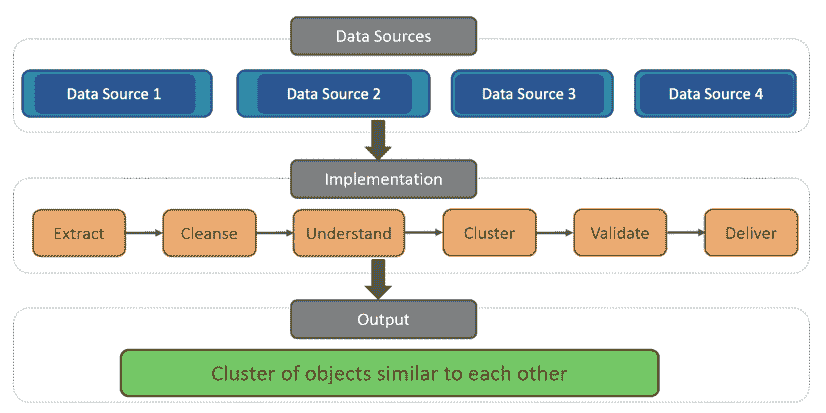 Data Sources
Data Source 1
Data Source 2
Data Source 3
Data Source 4
Implementation
Extract
Cleanse
Understand
Cluster
Validate
Deliver
Output
Cluster of objects similar to each other